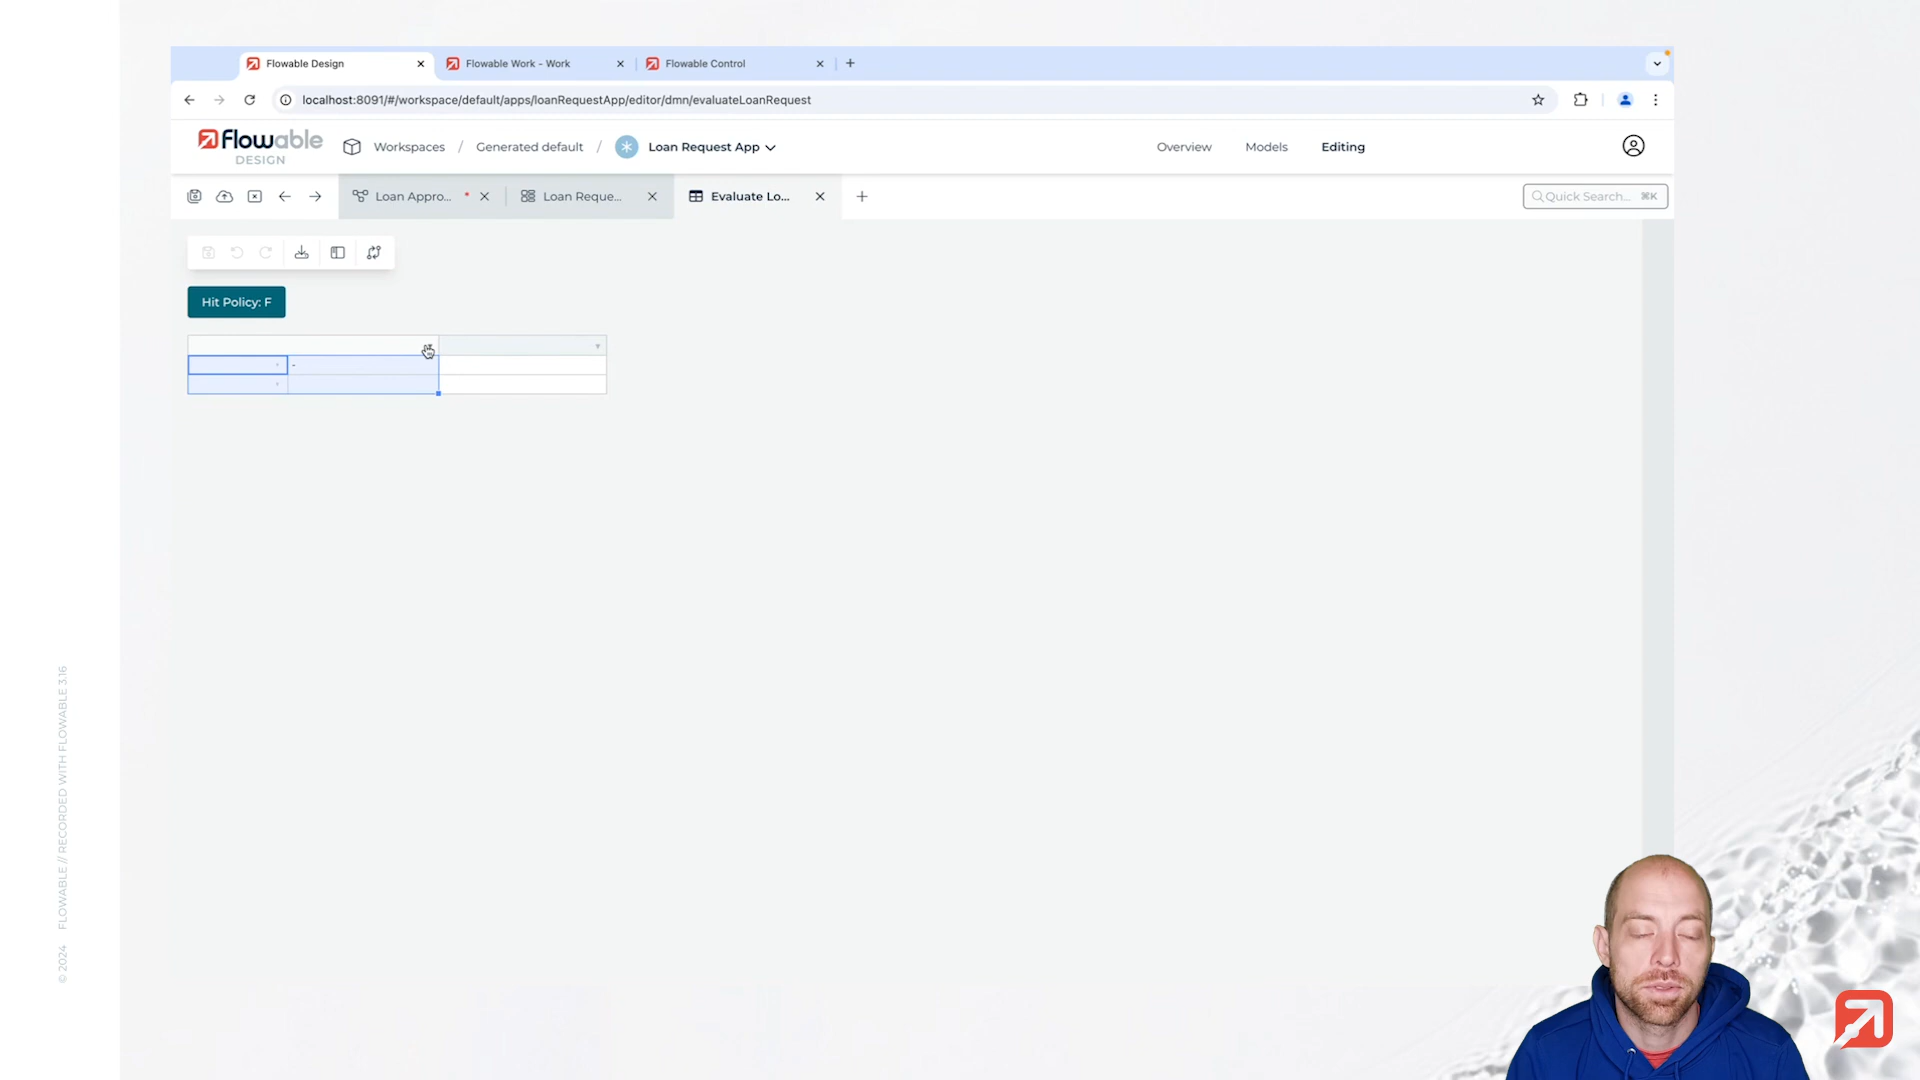 Flowable Design
Flowable Work - Work
Flowable Control
localhost:8091/#/workspace/default/apps/loanRequestApp/editor/dmn/evaluateLoanRequest
Flowable
DESIGN
Workspaces / Generated default / Loan Request App
Overview
Models
Editing
Loan Appro... *
Loan Reque...
Evaluate Lo...
Quick Search... ⌘K
Hit Policy: F
-
© 2024 FLOWABLE // RECORDED WITH FLOWABLE 3.16